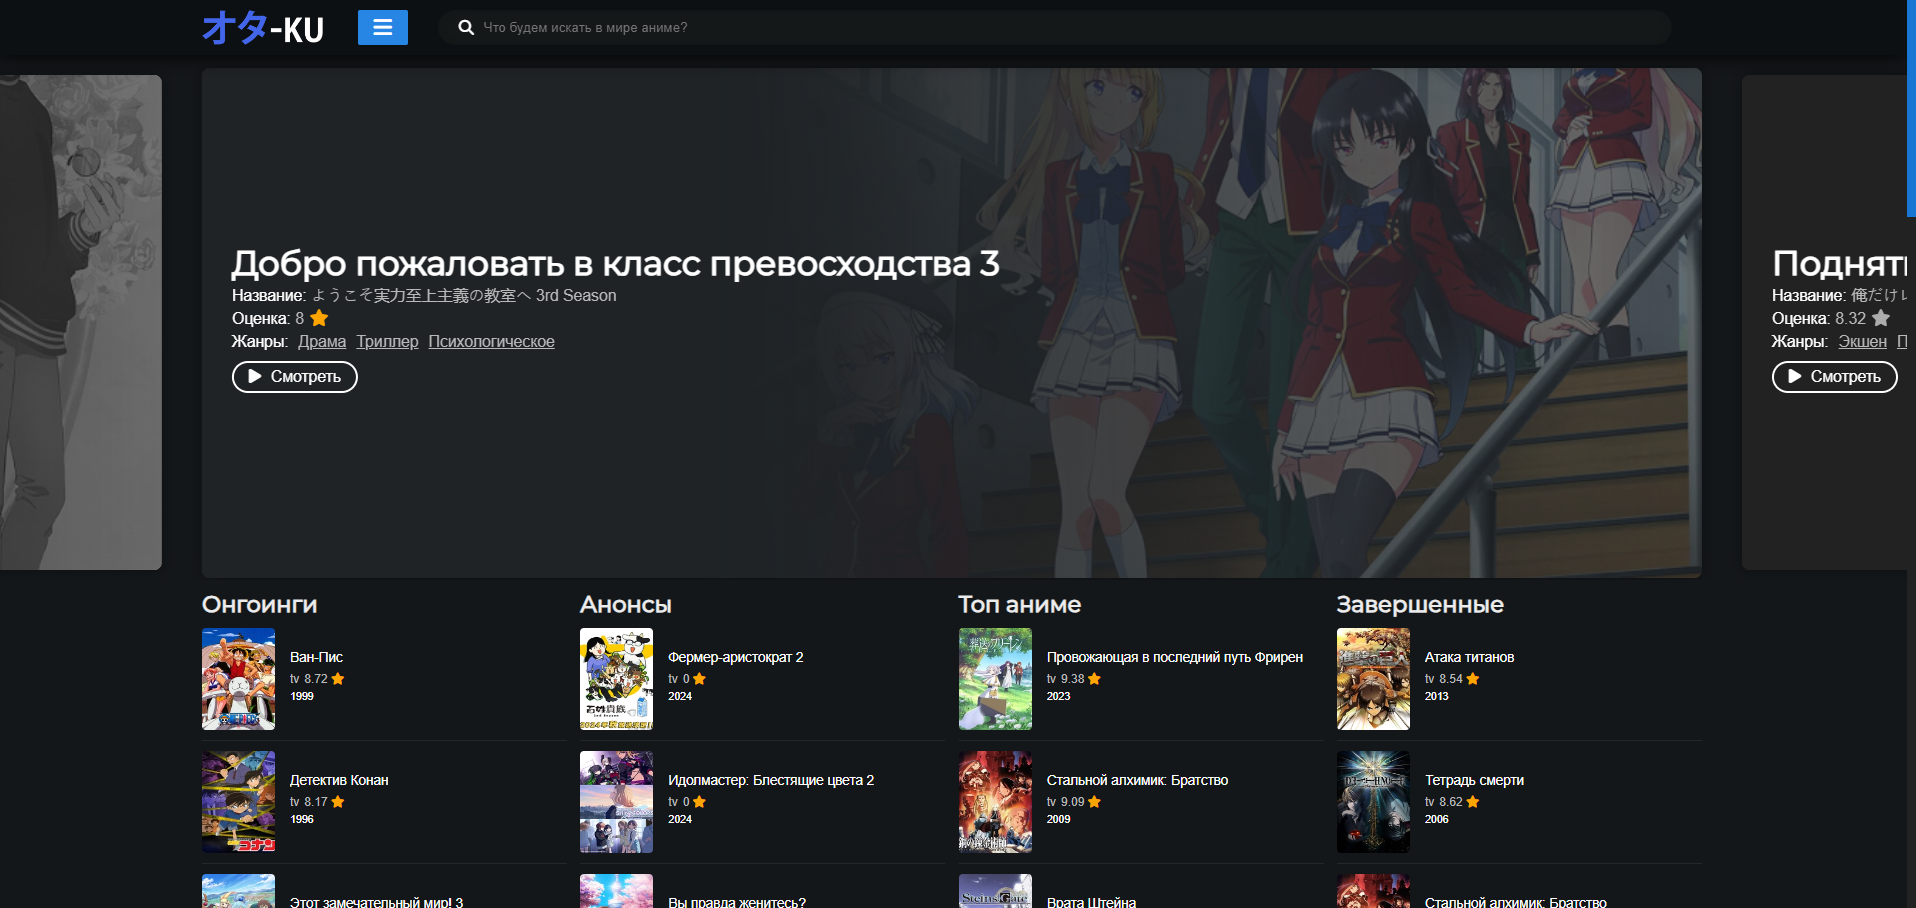 オタ-KU
Что будем искать в мире аниме?
Добро пожаловать в класс превосходства 3
Название: ようこそ実力至上主義の教室へ 3rd Season
Оценка: 8
Жанры: Драма Триллер Психологическое
Смотреть
Название: 俺だけ
Оценка: 8.32
Жанры: Экшен
Смотреть
Онгоинги
Ван-Пис
tv 8.72
1999
Детектив Конан
tv 8.17
1996
Этот замечательный мир! 3
Анонсы
Фермер-аристократ 2
tv 0
2024
Идолмастер: Блестящие цвета 2
tv 0
2024
Вы правда женитесь?
Топ аниме
Провожающая в последний путь Фрирен
tv 9.38
2023
Стальной алхимик: Братство
tv 9.09
2009
Steins;Gate
Врата Штейна
Завершенные
Атака титанов
tv 8.54
2013
Тетрадь смерти
tv 8.62
2006
Стальной алхимик: Братство